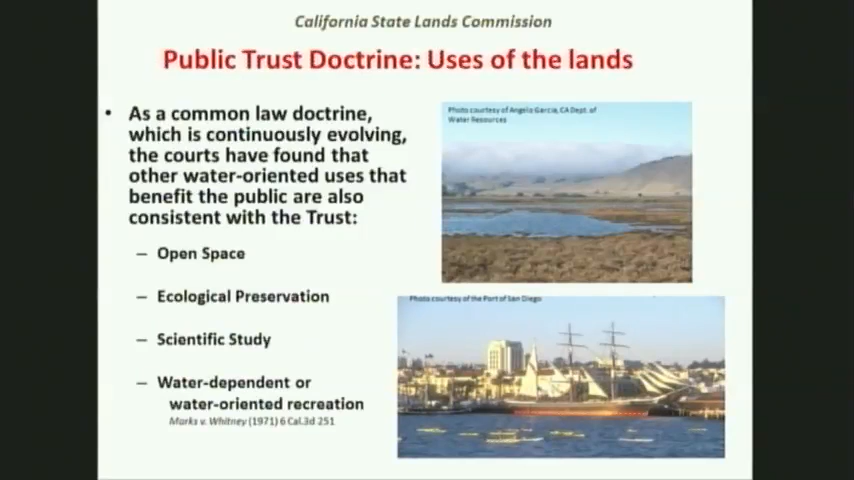 California State Lands Commission
Public Trust Doctrine: Uses of the lands
• As a common law doctrine,
which is continuously evolving,
the courts have found that
other water-oriented uses that
benefit the public are also
consistent with the Trust:
– Open Space
– Ecological Preservation
– Scientific Study
– Water-dependent or
water-oriented recreation
Marks v. Whitney (1971) 6 Cal.3d 251
Photo courtesy of Angela Garcia, CA Dept. of
Water Resources
Photo courtesy of the Port of San Diego